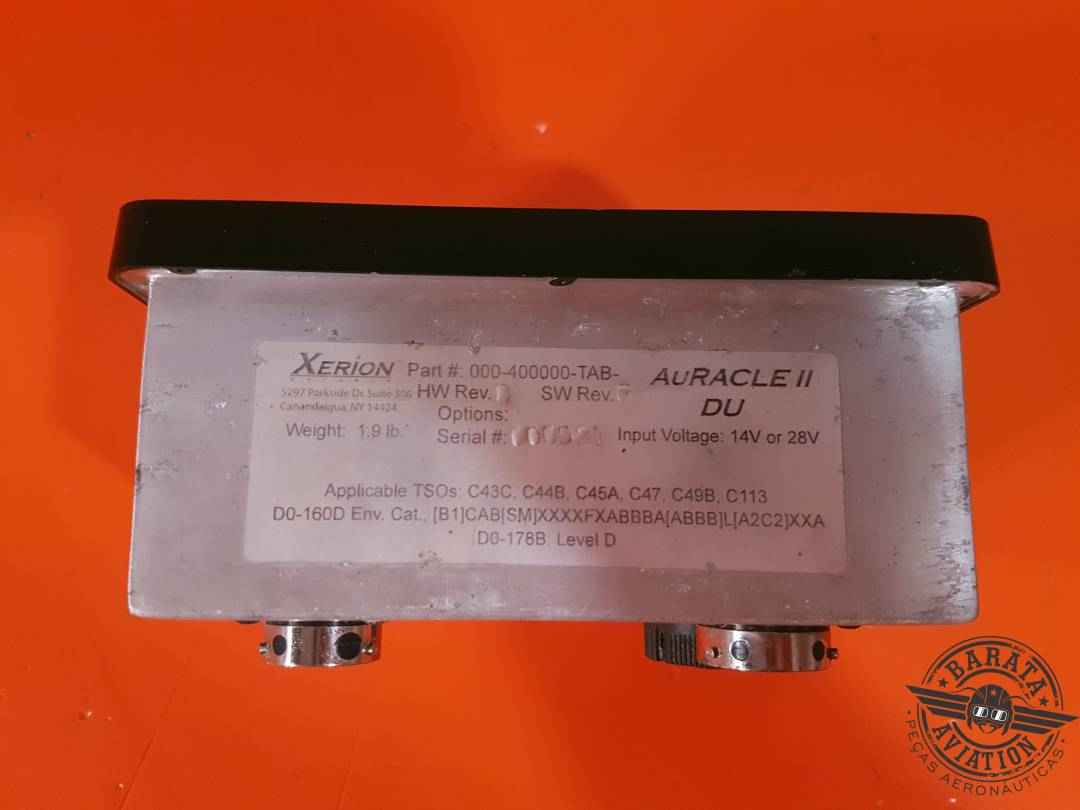 XERION
5297 Parkside Dr. Suite 306
Canandaigua, NY 14424
Weight: 1.9 lb.
Part #: 000-400000-TAB-
HW Rev. SW Rev.
Options:
Serial #:
AURACLE II
DU
Input Voltage: 14V or 28V
Applicable TSOs: C43C, C44B, C45A, C47, C49B, C113
D0-160D Env. Cat., [B1]CAB[SM]XXXXFXABBBA[ABBB]L[A2C2]XXA
D0-178B, Level D
BARATA
AVIATION
PEÇAS AERONÁUTICAS